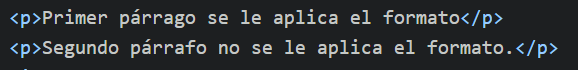 <p>Primer párrago se le aplica el formato</p>
<p>Segundo párrafo no se le aplica el formato.</p>